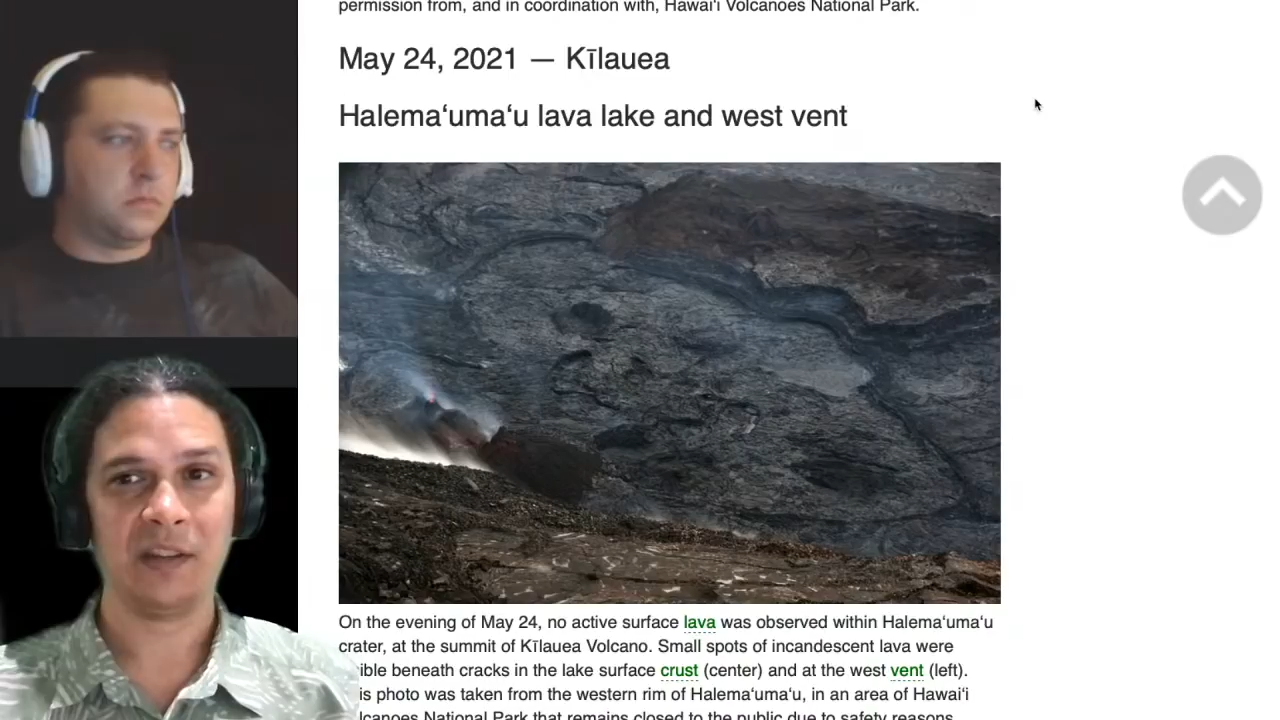 permission from, and in coordination with, Hawaiʻi Volcanoes National Park.
May 24, 2021 — Kīlauea
Halemaʻumaʻu lava lake and west vent
On the evening of May 24, no active surface lava was observed within Halemaʻumaʻu
crater, at the summit of Kīlauea Volcano. Small spots of incandescent lava were
beneath cracks in the lake surface crust (center) and at the west vent (left).
photo was taken from the western rim of Halemaʻumaʻu, in an area of Hawaiʻi
National Park that remains closed to the public due to safety reasons